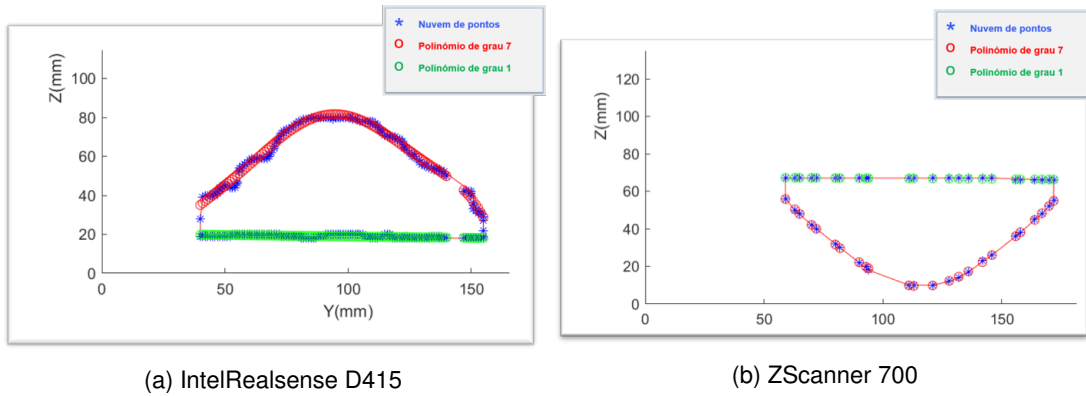 Nuvem de pontos
Polinómio de grau 7
Polinómio de grau 1
Z(mm)
100
80
60
40
20
0
0
50
100
150
Y(mm)
(a) IntelRealsense D415
Nuvem de pontos
Polinómio de grau 7
Polinómio de grau 1
Z(mm)
120
100
80
60
40
20
0
0
50
100
150
(b) ZScanner 700